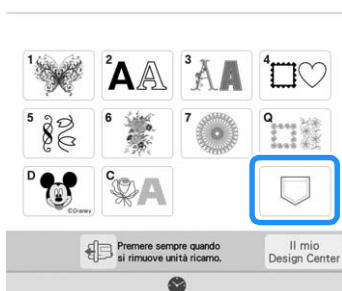 1
2 AA
3 AA
4
5
6
7
Q
D ©Disney
C A
Premere sempre quando
si rimuove unità ricamo.
Il mio
Design Center